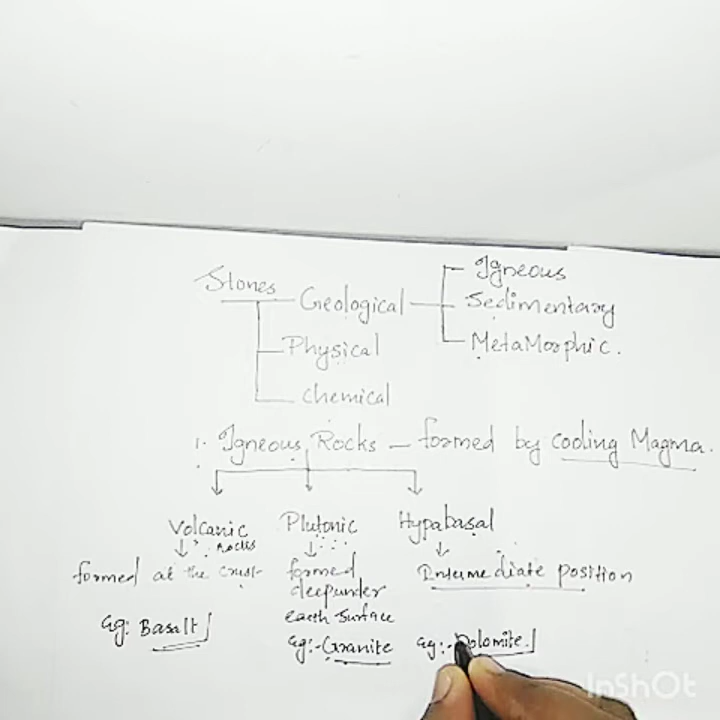 Igneous
Stones Geological Sedimentary
Physical MetaMorphic.
chemical
1. Igneous Rocks – formed by cooling Magma.
Volcanic Plutonic Hypabasal
rocks
formed at the crust formed Intermediate position
deepunder
earth surface
eg: Basalt eg:- Granite eg:- Dolomite.
InShOt